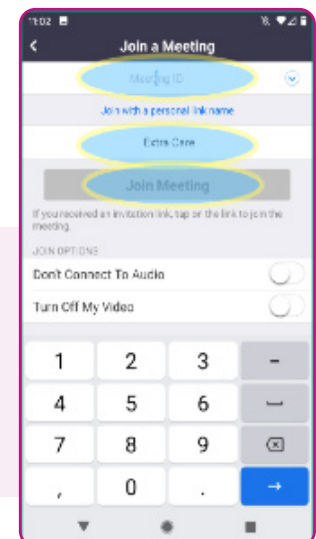 11:02
Join a Meeting
Meeting ID
Join with a personal link name
Extra Care
Join Meeting
If you received an invitation link, tap on the link to join the
meeting.
JOIN OPTIONS
Don't Connect To Audio
Turn Off My Video
1 2 3 -
4 5 6
7 8 9
, 0 .